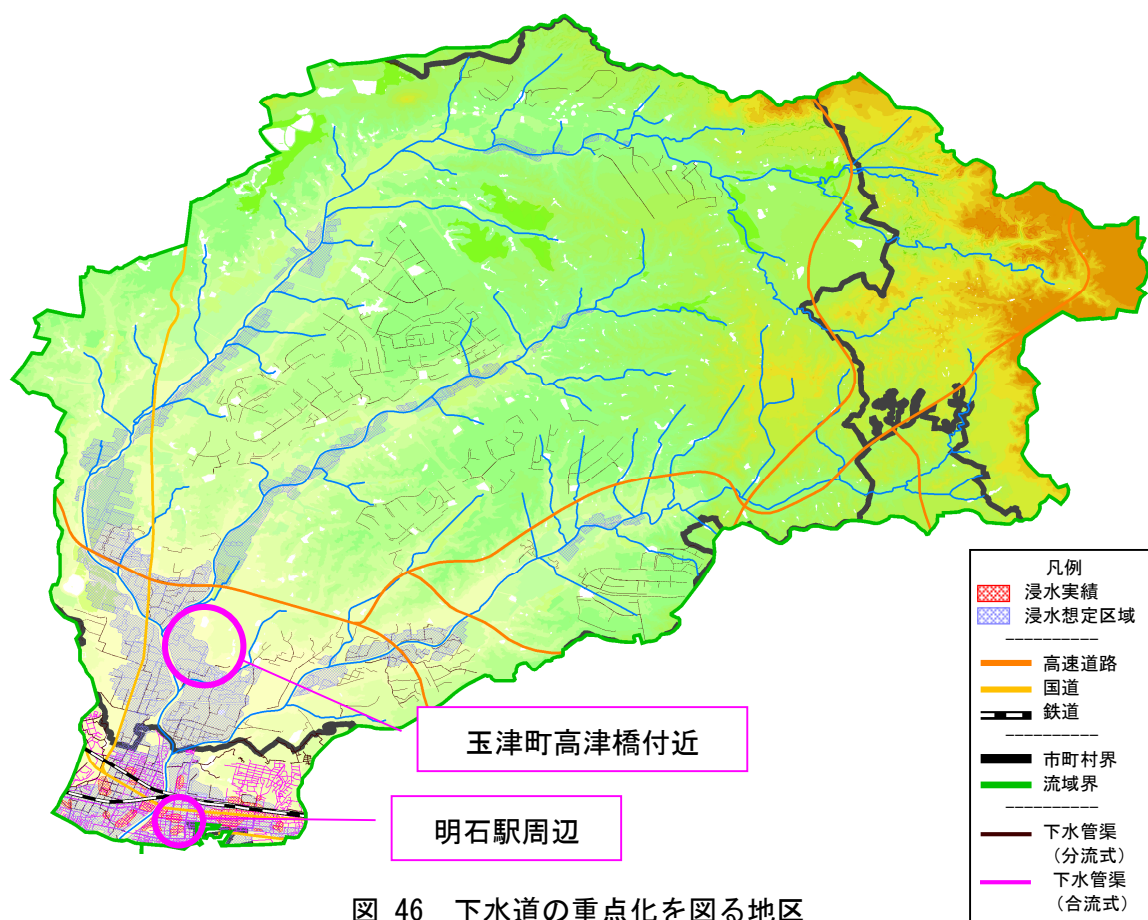 玉津町高津橋付近
明石駅周辺
凡例
浸水実績
浸水想定区域
高速道路
国道
鉄道
市町村界
流域界
下水管渠
(分流式)
下水管渠
(合流式)
図 46 下水道の重点化を図る地区